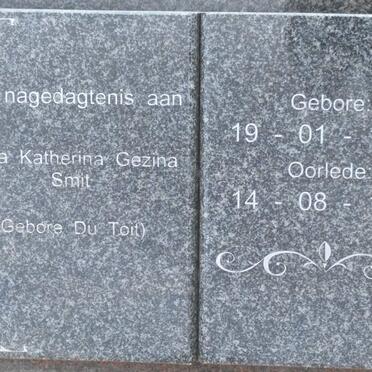 nagedagtenis aan
Katherina Gezina
Smit
Gebore Du Toit)
Gebore:
19 - 01 -
Oorlede:
14 - 08 -